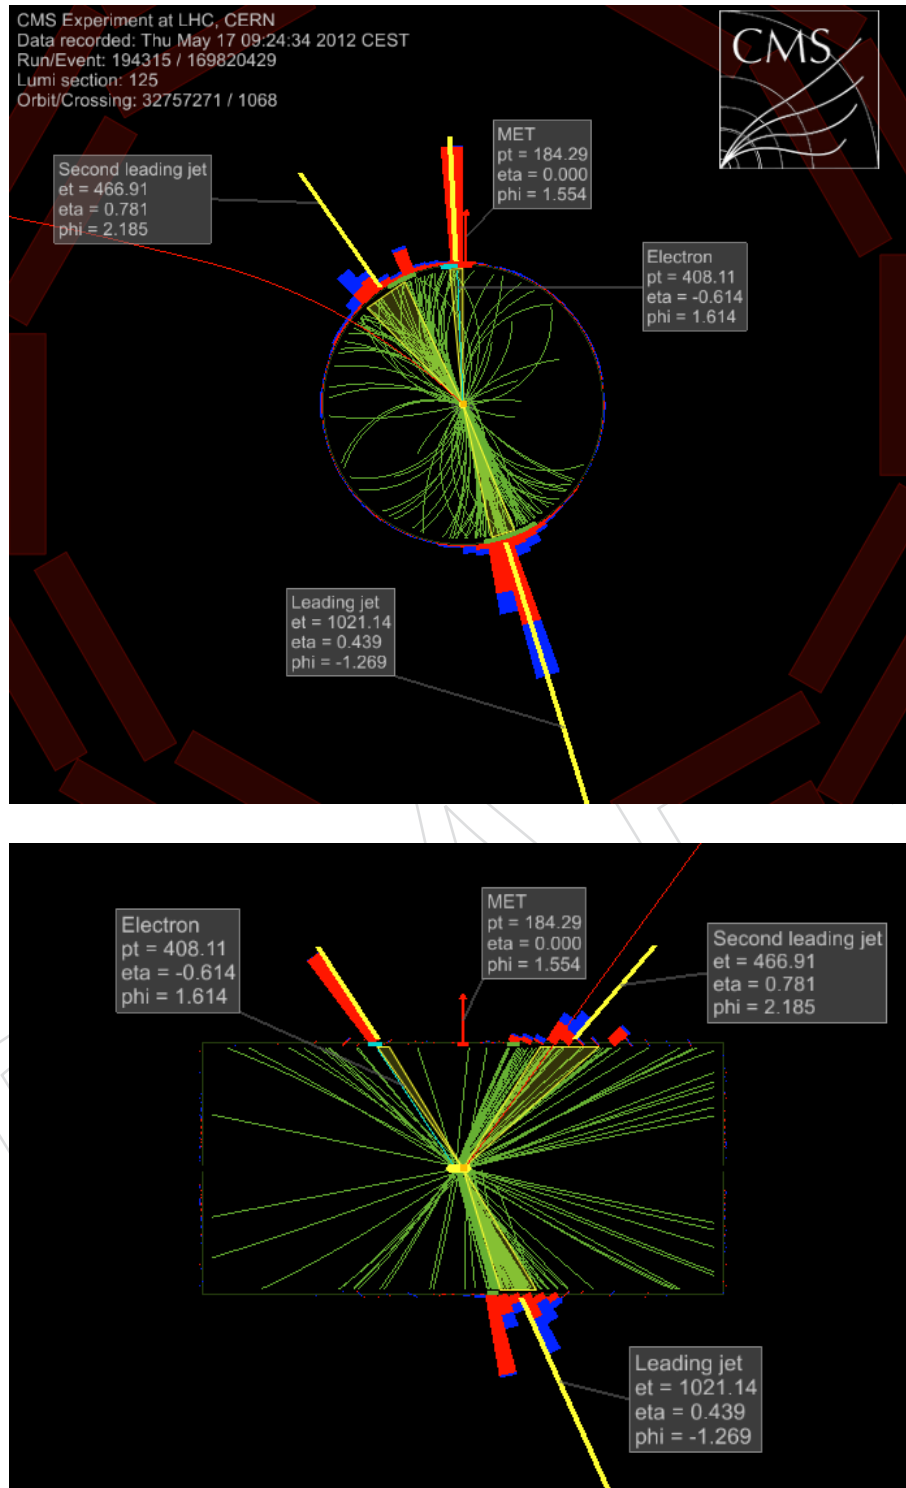 CMS Experiment at LHC, CERN
Data recorded: Thu May 17 09:24:34 2012 CEST
Run/Event: 194315 / 169820429
Lumi section: 125
Orbit/Crossing: 32757271 / 1068
CMS
MET
pt = 184.29
eta = 0.000
phi = 1.554
Second leading jet
et = 466.91
eta = 0.781
phi = 2.185
Electron
pt = 408.11
eta = -0.614
phi = 1.614
Leading jet
et = 1021.14
eta = 0.439
phi = -1.269
MET
pt = 184.29
eta = 0.000
phi = 1.554
Electron
pt = 408.11
eta = -0.614
phi = 1.614
Second leading jet
et = 466.91
eta = 0.781
phi = 2.185
Leading jet
et = 1021.14
eta = 0.439
phi = -1.269